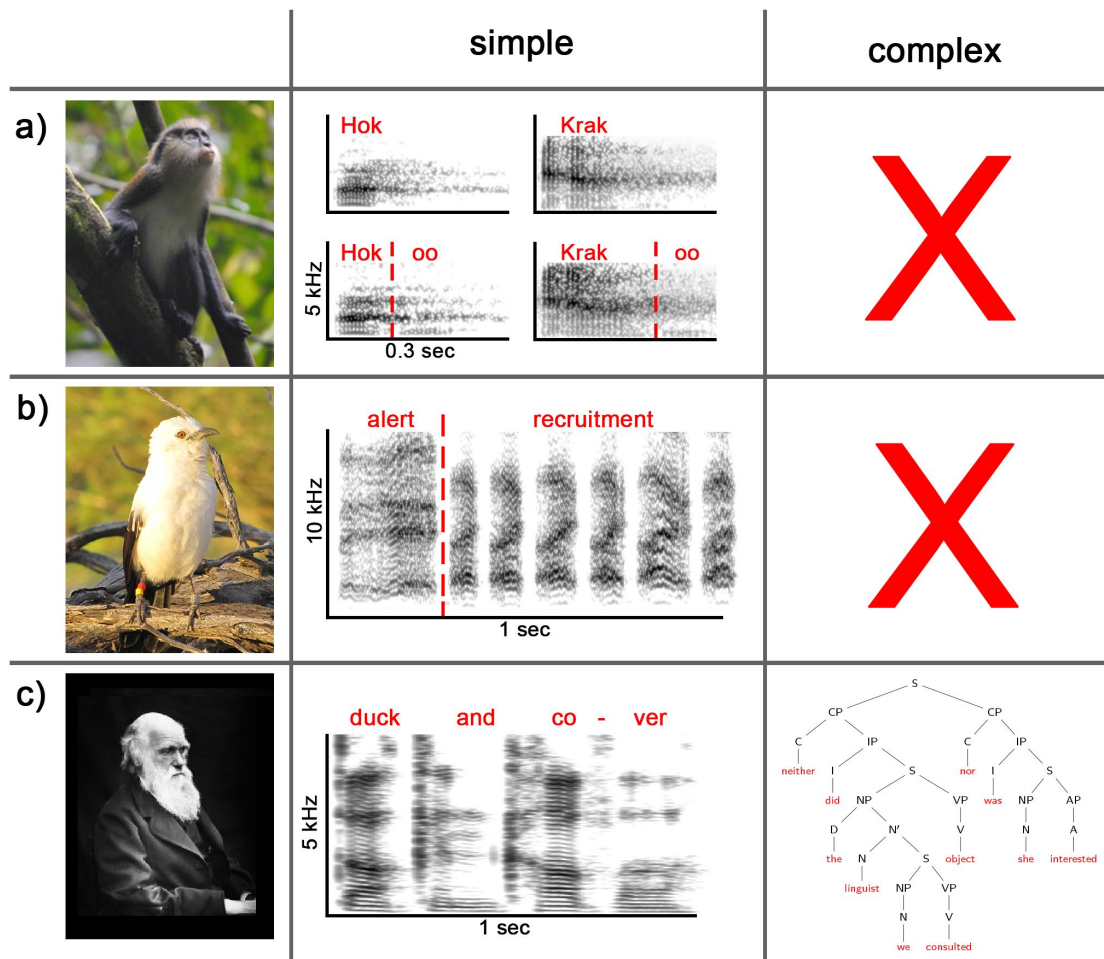 simple complex
a)
Hok Krak
Hok oo Krak oo
5 kHz
0.3 sec
b)
alert recruitment
10 kHz
1 sec
c)
duck and co - ver
5 kHz
1 sec
S
CP CP
C IP C IP
neither I S nor I S
did NP VP was NP AP
D N' V N A
the N S object she interested
linguist NP VP
N V
we consulted